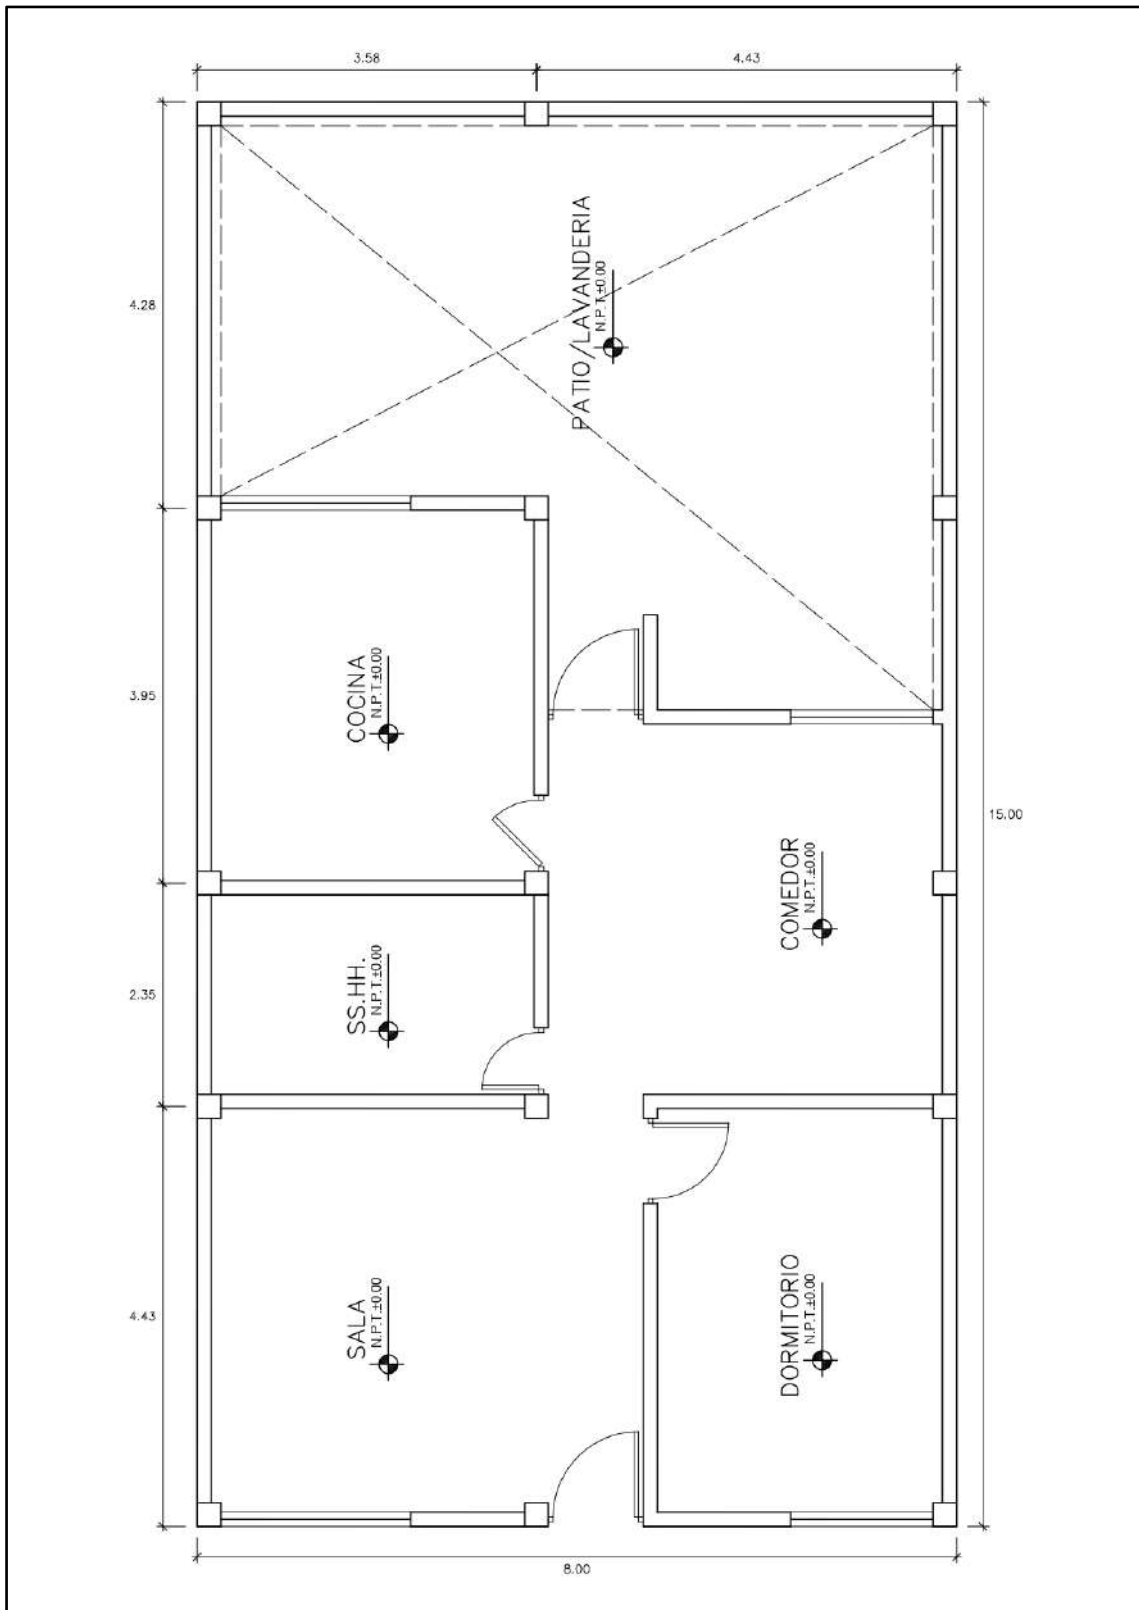 3.58
4.43
4.28
PATIO/LAVANDERIA
N.P.T.±0.00
3.95
COCINA
N.P.T.±0.00
15.00
COMEDOR
N.P.T.±0.00
2.35
SS.HH.
N.P.T.±0.00
4.43
SALA
N.P.T.±0.00
DORMITORIO
N.P.T.±0.00
8.00